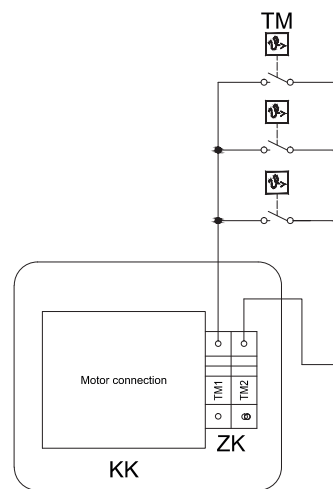 TM
ϑ>
ϑ>
ϑ>
Motor connection
TM1
TM2
ZK
KK